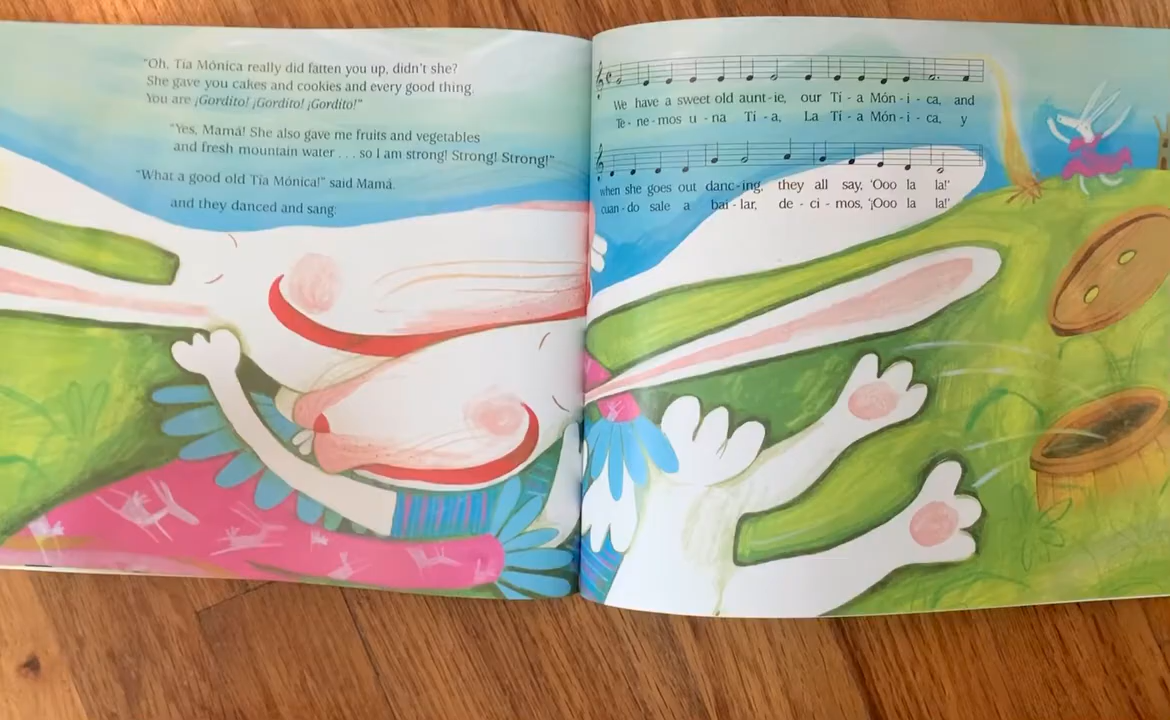 "Oh, Tía Mónica really did fatten you up, didn't she?
She gave you cakes and cookies and every good thing.
You are ¡Gordito! ¡Gordito! ¡Gordito!"
"Yes, Mamá! She also gave me fruits and vegetables
and fresh mountain water . . . so I am strong! Strong! Strong!"
"What a good old Tía Mónica!" said Mamá.
and they danced and sang:
We have a sweet old aunt-ie, our Tí - a Món - i - ca, and
Te - ne - mos u - na Tí - a, La Tí - a Món - i - ca, y
when she goes out danc-ing, they all say, 'Ooo la la!'
cuan - do sale a bai - lar, de - ci - mos, '¡Ooo la la!'